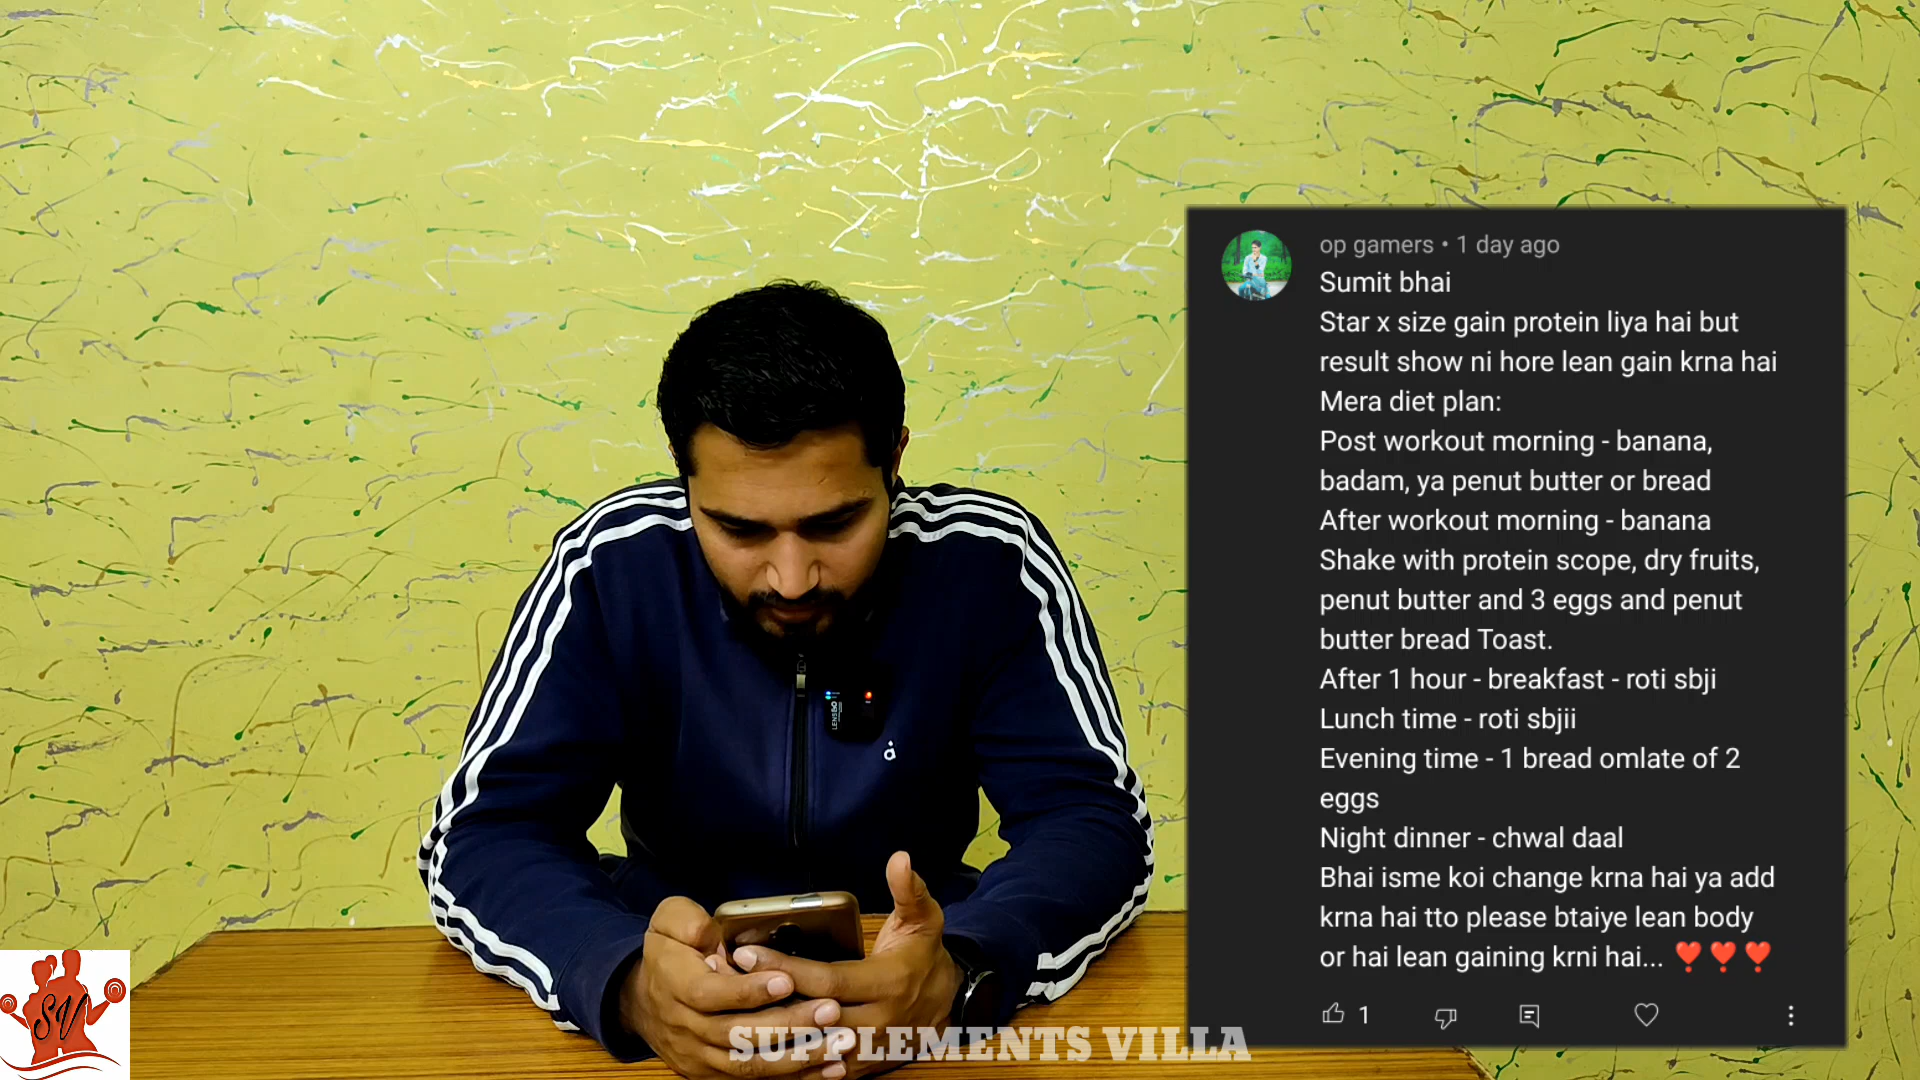 op gamers • 1 day ago
Sumit bhai
Star x size gain protein liya hai but
result show ni hore lean gain krna hai
Mera diet plan:
Post workout morning - banana,
badam, ya penut butter or bread
After workout morning - banana
Shake with protein scope, dry fruits,
penut butter and 3 eggs and penut
butter bread Toast.
After 1 hour - breakfast - roti sbji
Lunch time - roti sbjii
Evening time - 1 bread omlate of 2
eggs
Night dinner - chwal daal
Bhai isme koi change krna hai ya add
krna hai tto please btaiye lean body
or hai lean gaining krni hai... ❤️❤️❤️
1
SV
SUPPLEMENTS VILLA